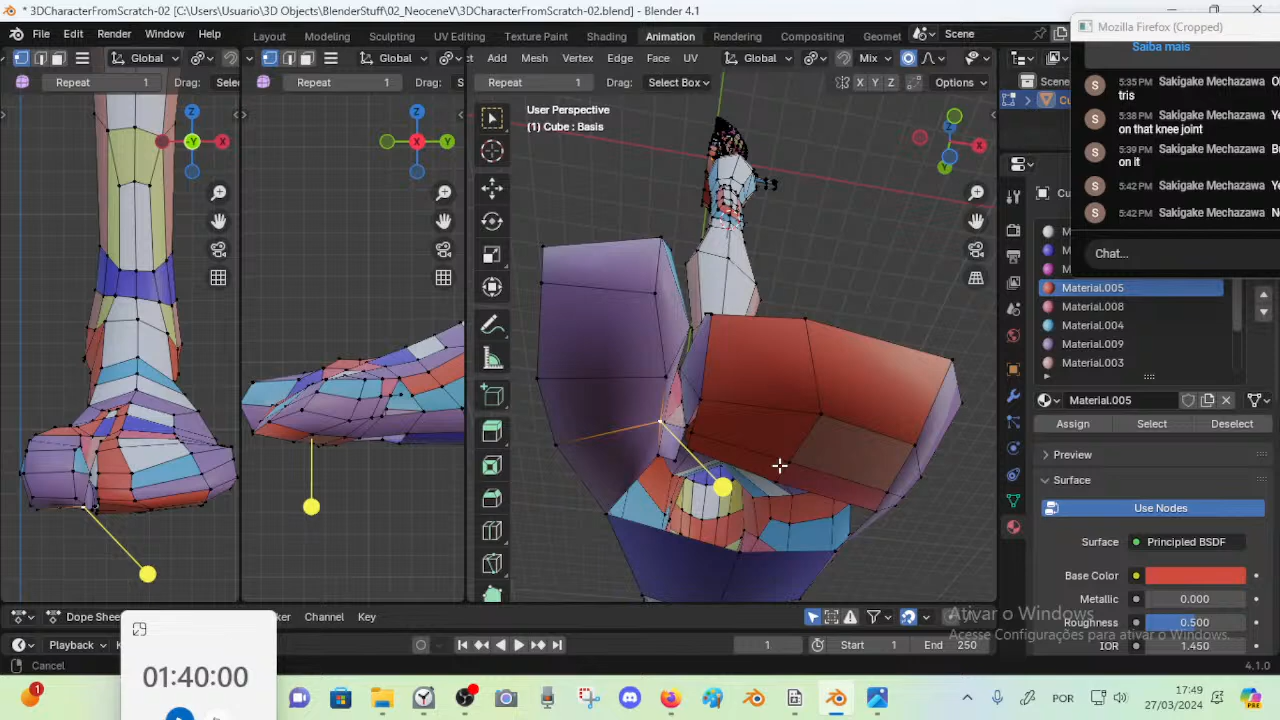 * 3DCharacterFromScratch-02 [C:\Users\Usuario\3D Objects\BlenderStuff\02_NeoceneV\3DCharacterFromScratch-02.blend] - Blender 4.1
File Edit Render Window Help
Layout Modeling Sculpting UV Editing Texture Paint Shading Animation Rendering Compositing Geomet
Scene
Mozilla Firefox (Cropped)
Saiba mais
5:35 PM Sakigake Mechazawa
tris
5:38 PM Sakigake Mechazawa
on that knee joint
5:39 PM Sakigake Mechazawa
on it
5:42 PM Sakigake Mechazawa
5:42 PM Sakigake Mechazawa
Chat...
Global
Global
Add Mesh Vertex Edge Face UV
Global
Mix
Repeat 1 Drag: Sele
Repeat 1 Drag: S
Repeat 1 Drag: Select Box
X Y Z
Options
User Perspective
(1) Cube : Basis
Z
Y
X
Z
X
Y
Z
X
Y
Scene
Material.005
Material.008
Material.004
Material.009
Material.003
Material.005
Assign Select Deselect
Preview
Surface
Use Nodes
Surface Principled BSDF
Base Color
Metallic 0.000
Roughness 0.500
IOR 1.450
Ativar o Windows
Acesse Configurações para ativar o Windows.
Dope Shee
Channel Key
Playback
1
Start 1 End 250
Cancel
4.1.0
01:40:00
1
POR
17:49
27/03/2024
PRE